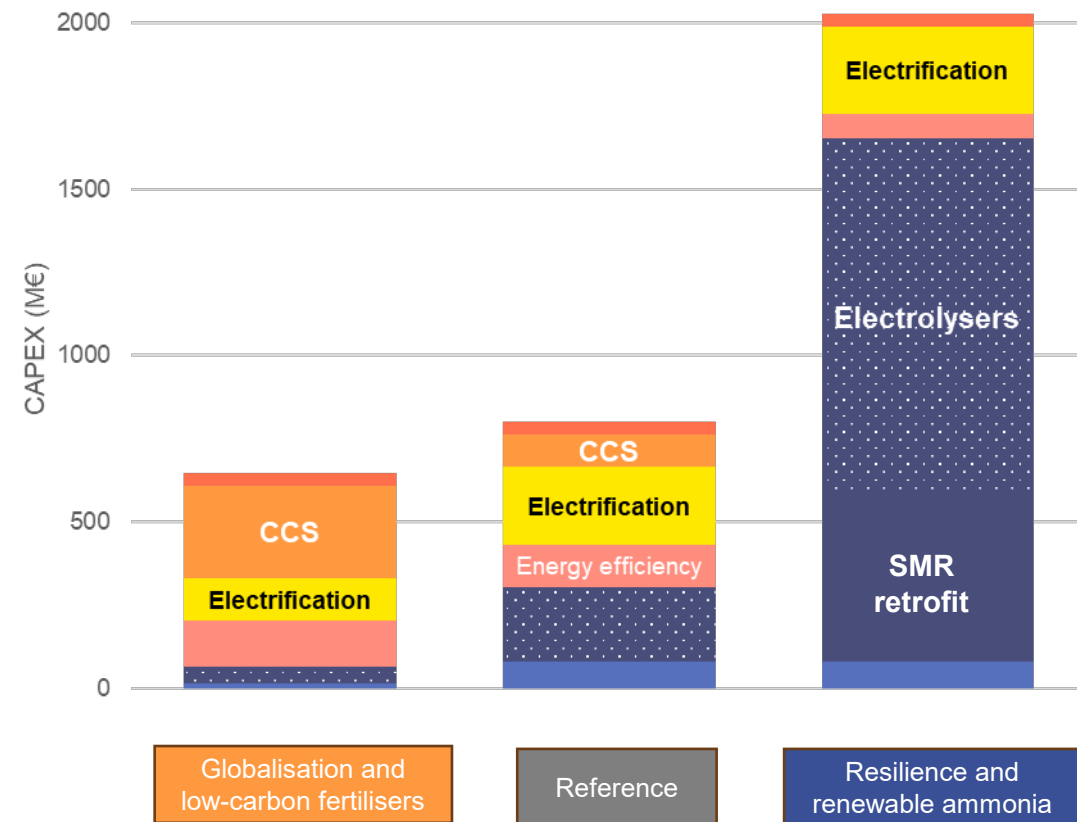 2000
1500
1000
500
0
CAPEX (M€)
CCS
Electrification
CCS
Electrification
Energy efficiency
Electrification
Electrolysers
SMR
retrofit
Globalisation and
low-carbon fertilisers
Reference
Resilience and
renewable ammonia